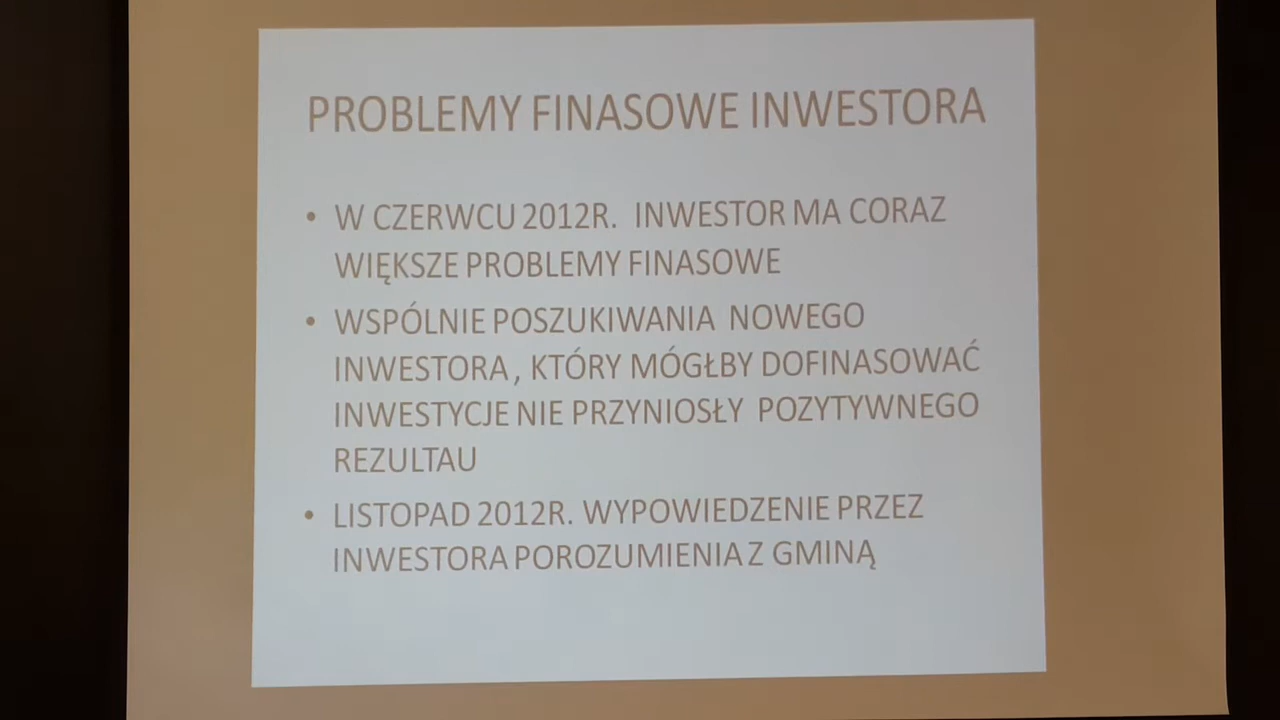 PROBLEMY FINASOWE INWESTORA
• W CZERWCU 2012R. INWESTOR MA CORAZ
WIĘKSZE PROBLEMY FINASOWE
• WSPÓLNIE POSZUKIWANIA NOWEGO
INWESTORA , KTÓRY MÓGŁBY DOFINASOWAĆ
INWESTYCJE NIE PRZYNIOSŁY POZYTYWNEGO
REZULTAU
• LISTOPAD 2012R. WYPOWIEDZENIE PRZEZ
INWESTORA POROZUMIENIA Z GMINĄ